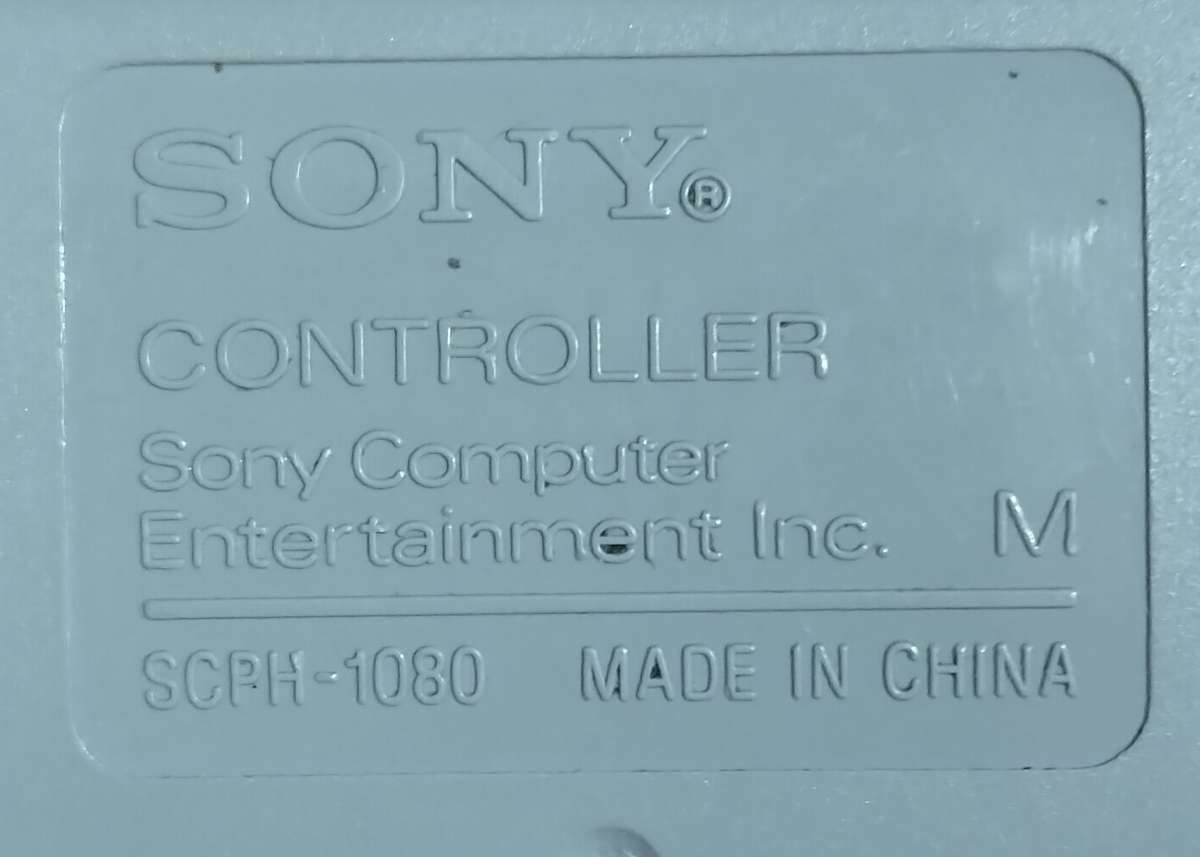 SONY®
CONTROLLER
Sony Computer
Entertainment Inc. M
SCPH-1080 MADE IN CHINA